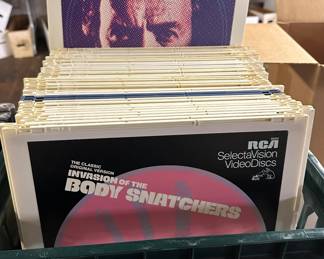 RCA
SelectaVision
VideoDiscs
THE CLASSIC
ORIGINAL VERSION
INVASION OF THE
BODY SNATCHERS